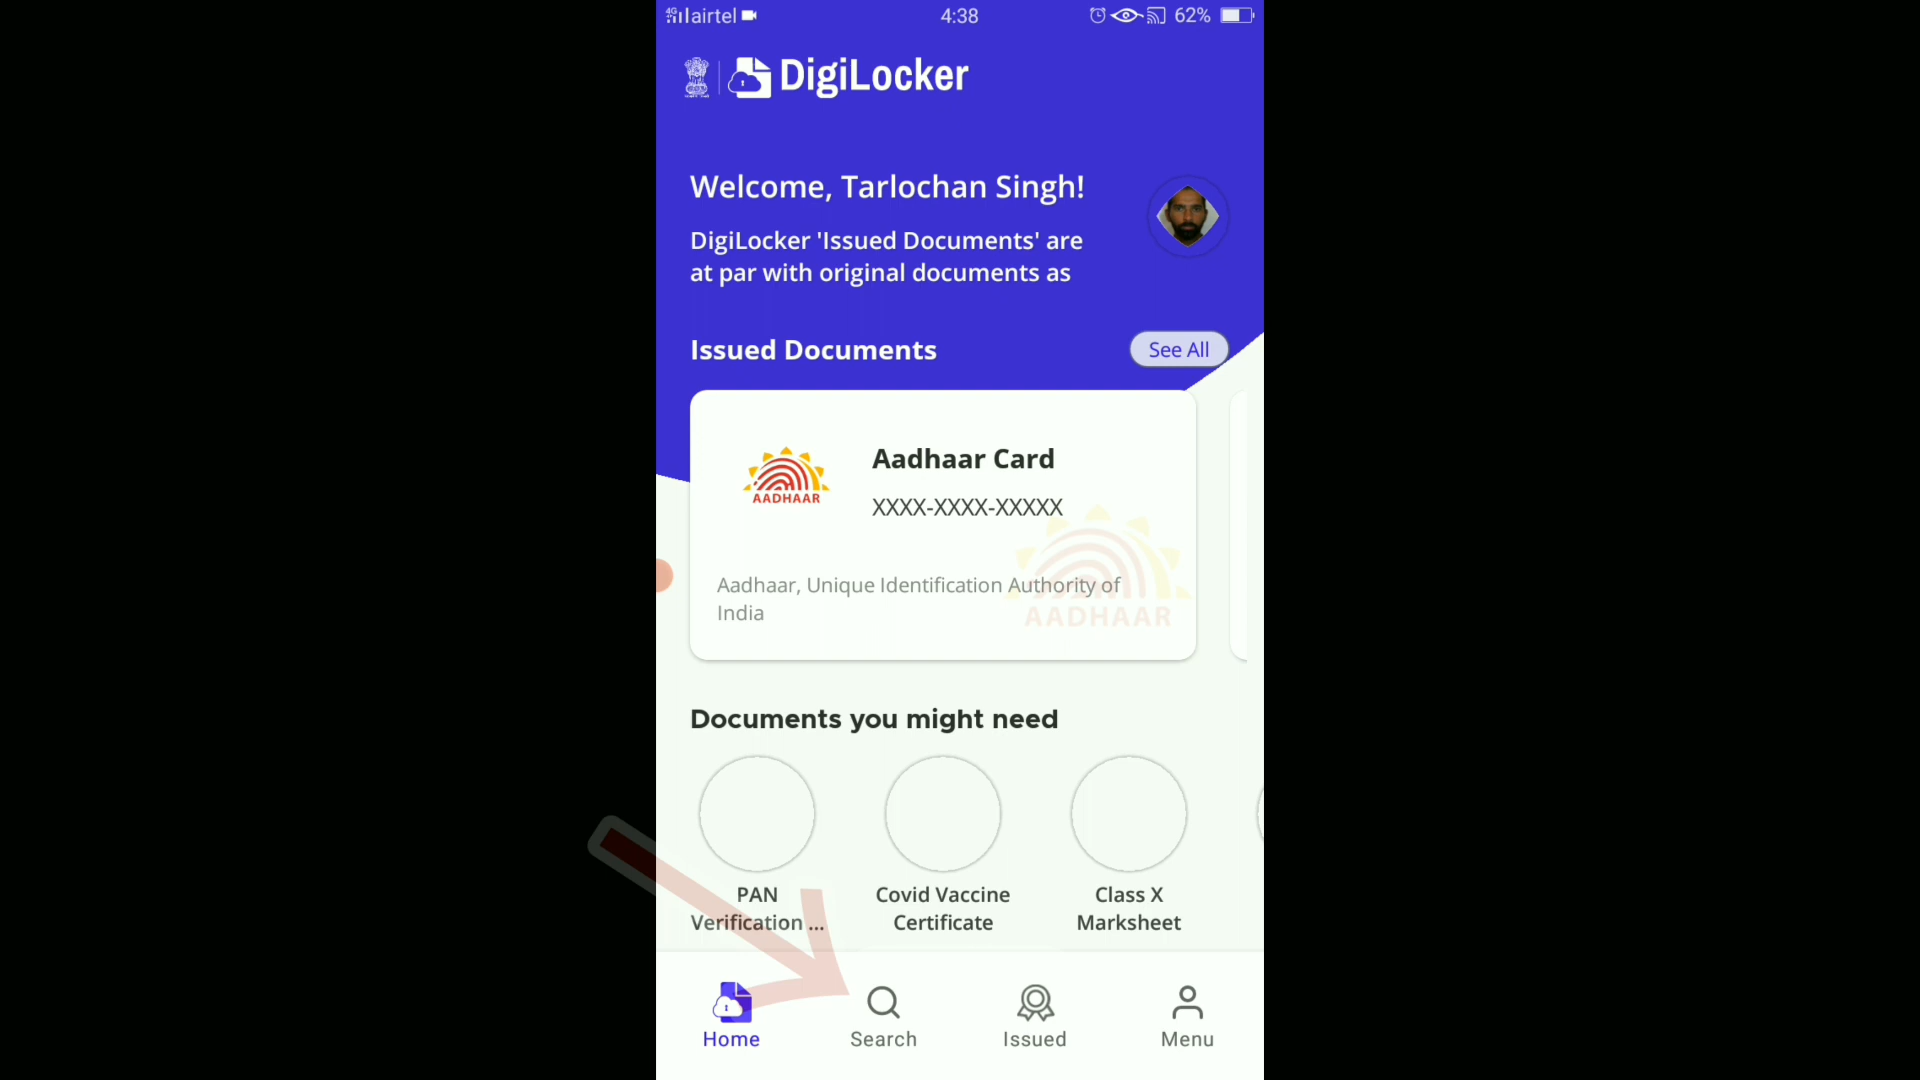 4G airtel 4:38 62%
DigiLocker
Welcome, Tarlochan Singh!
DigiLocker 'Issued Documents' are
at par with original documents as
Issued Documents
See All
Aadhaar Card
XXXX-XXXX-XXXXX
AADHAAR
Aadhaar, Unique Identification Authority of
India
AADHAAR
Documents you might need
PAN
Verification ...
Covid Vaccine
Certificate
Class X
Marksheet
Home
Search
Issued
Menu